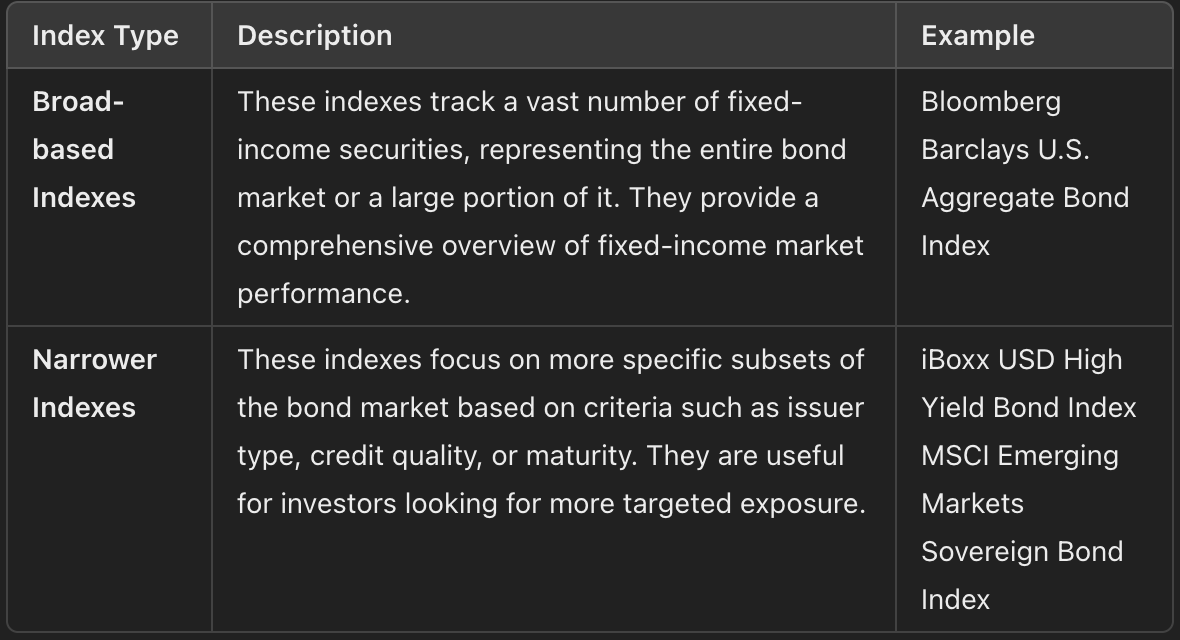 Index Type
Description
Example
Broad-
based
Indexes
These indexes track a vast number of fixed-
income securities, representing the entire bond
market or a large portion of it. They provide a
comprehensive overview of fixed-income market
performance.
Bloomberg
Barclays U.S.
Aggregate Bond
Index
Narrower
Indexes
These indexes focus on more specific subsets of
the bond market based on criteria such as issuer
type, credit quality, or maturity. They are useful
for investors looking for more targeted exposure.
iBoxx USD High
Yield Bond Index
MSCI Emerging
Markets
Sovereign Bond
Index